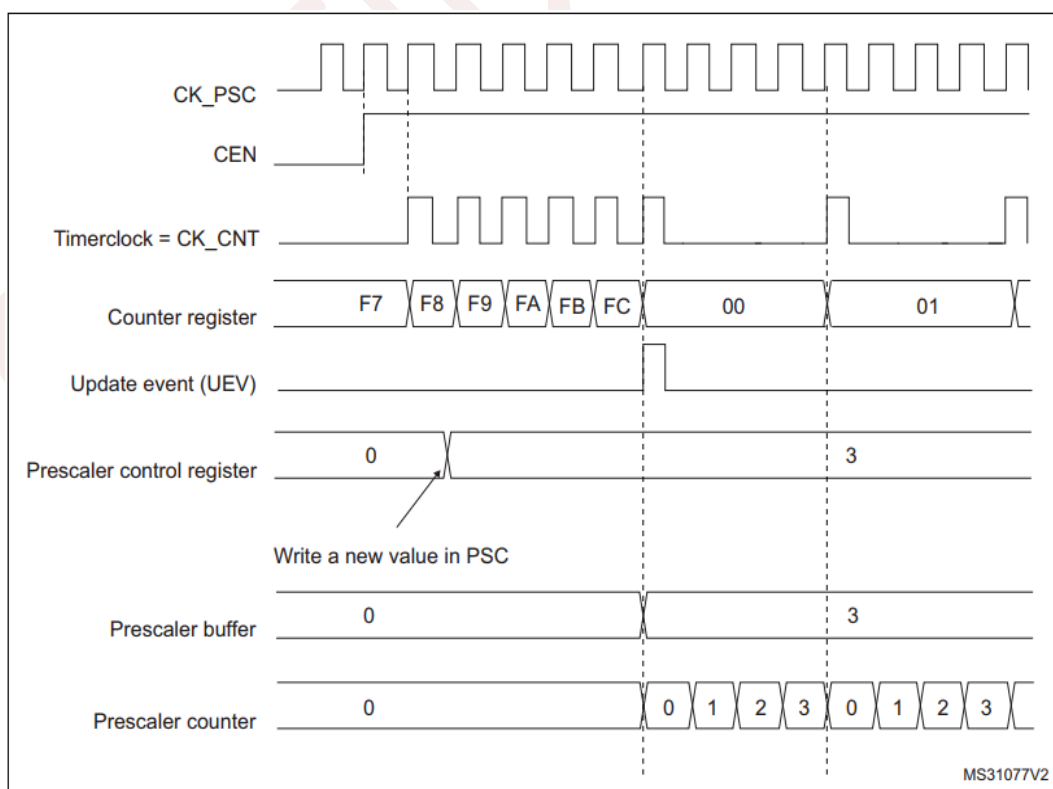 CK_PSC
CEN
Timerclock = CK_CNT
Counter register F7 F8 F9 FA FB FC 00 01
Update event (UEV)
Prescaler control register 0 3
Write a new value in PSC
Prescaler buffer 0 3
Prescaler counter 0 0 1 2 3 0 1 2 3
MS31077V2